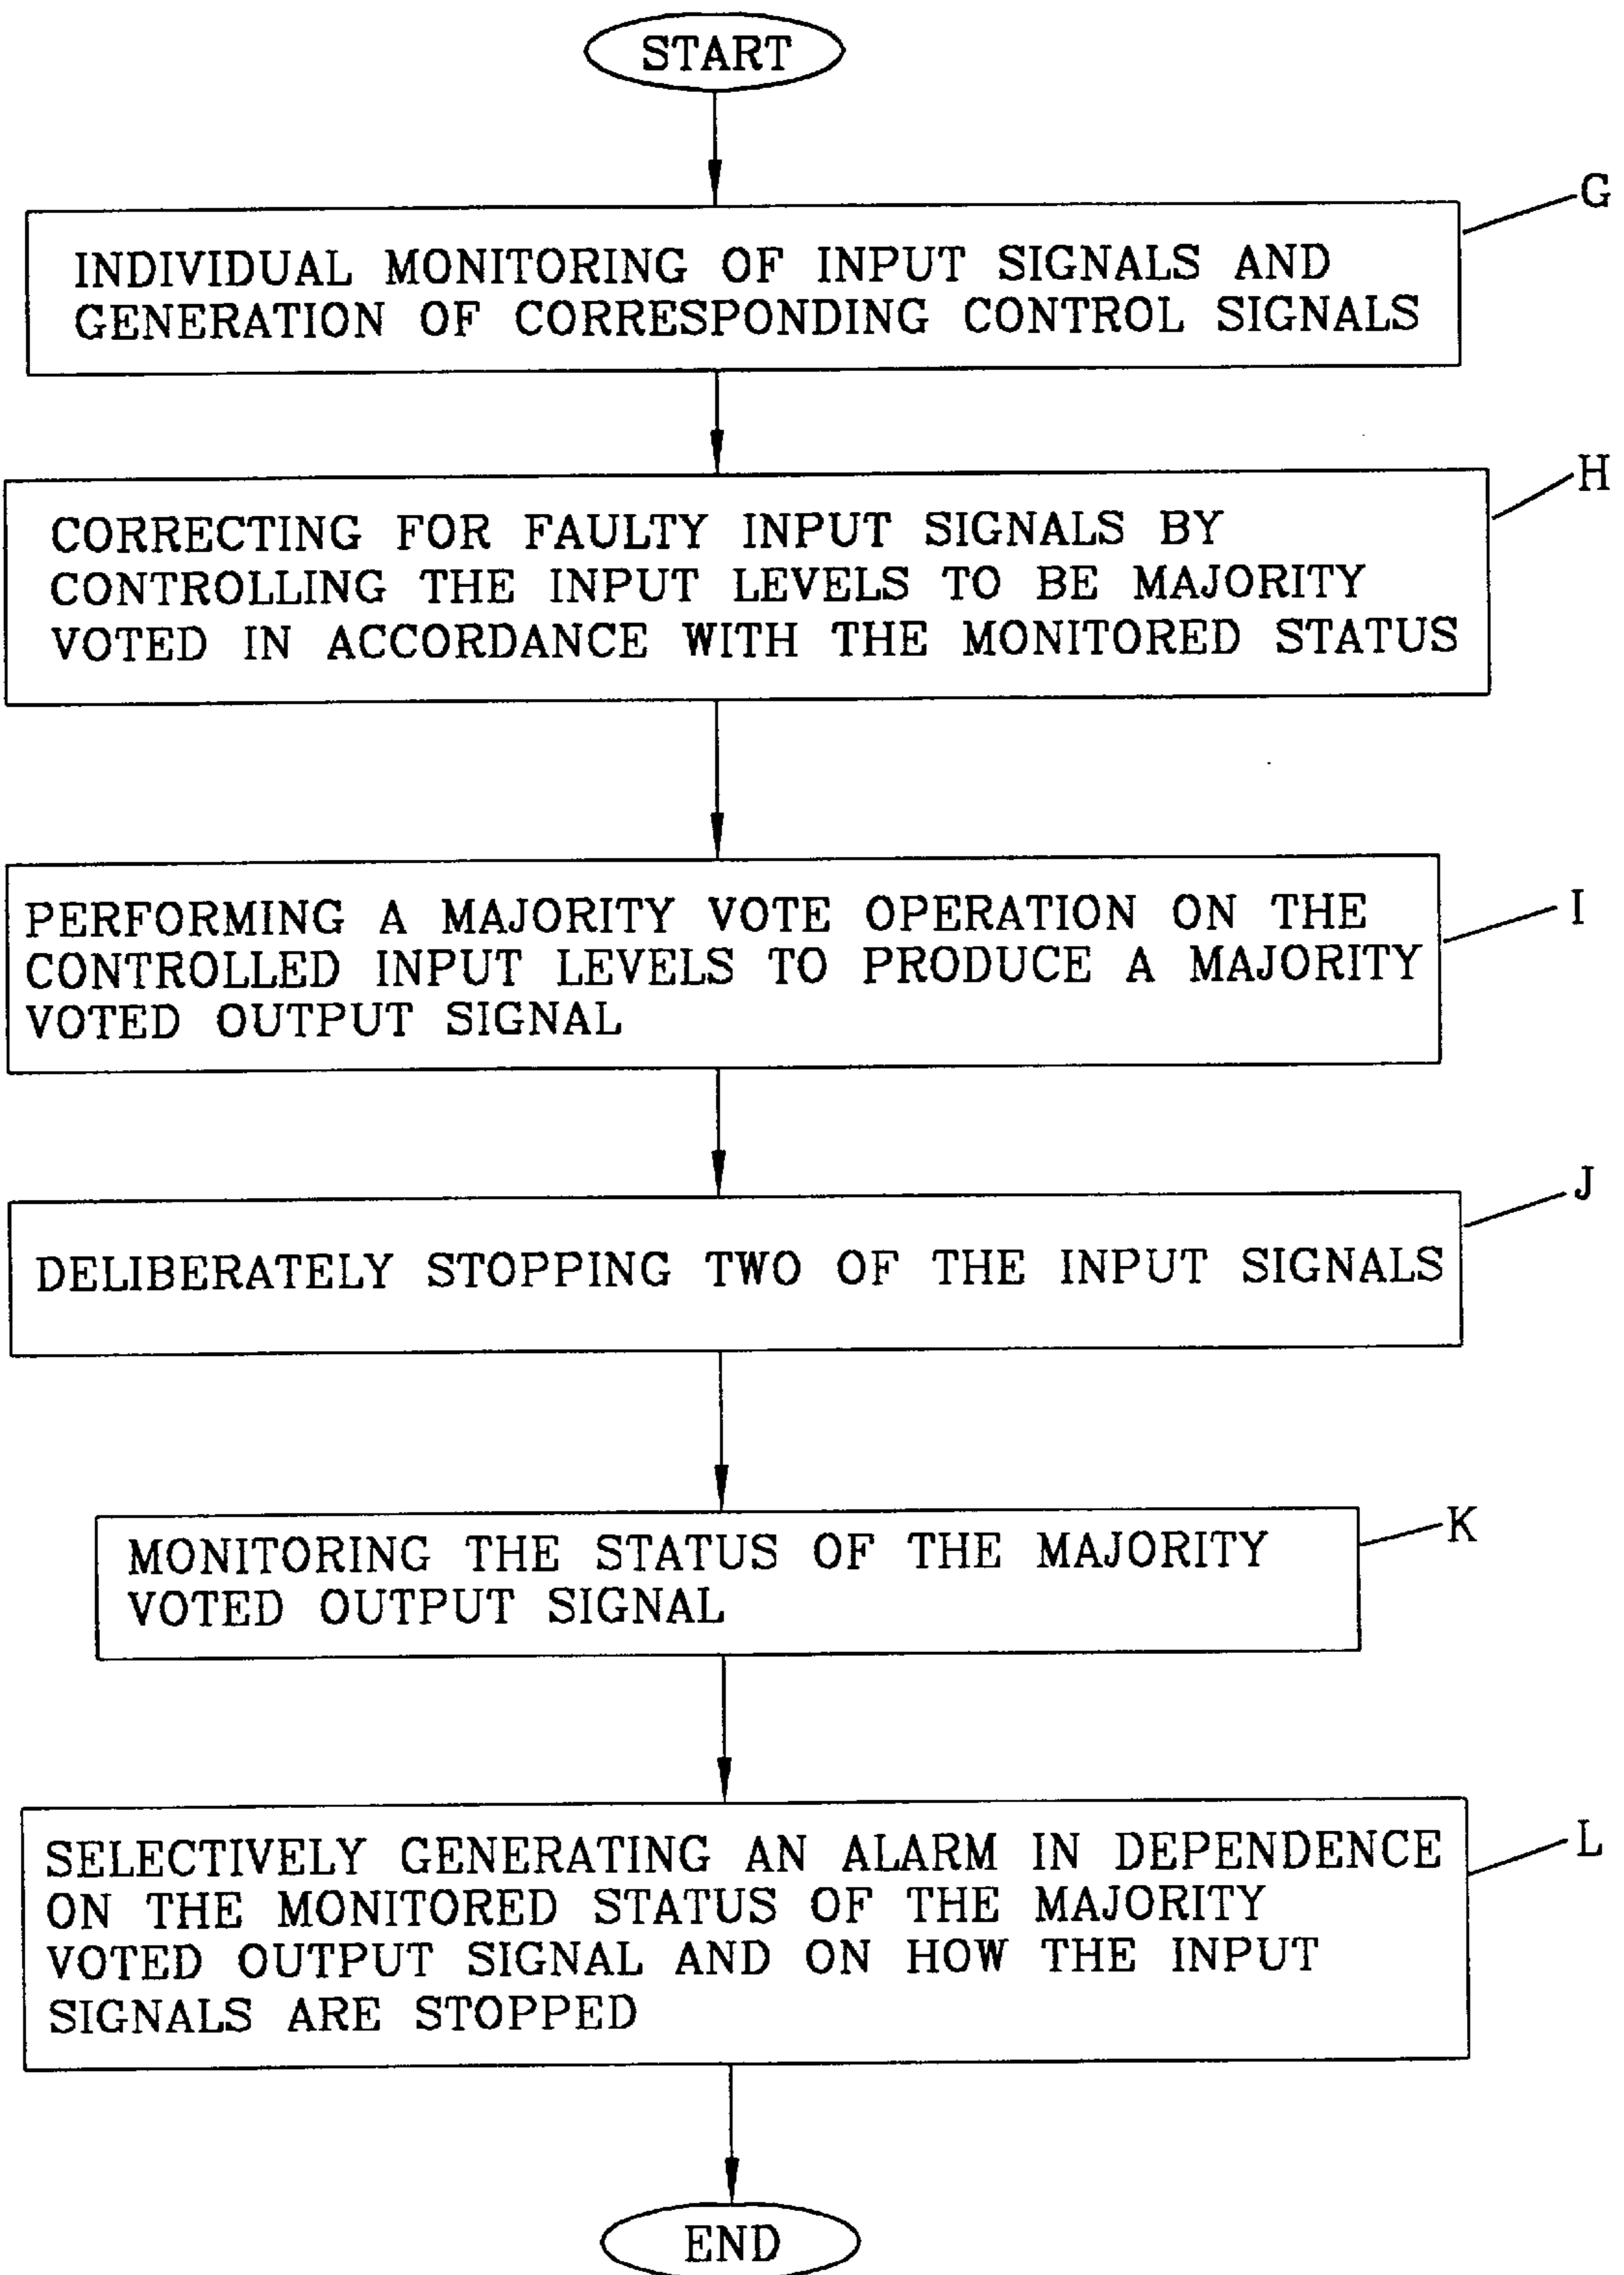 START
G
INDIVIDUAL MONITORING OF INPUT SIGNALS AND
GENERATION OF CORRESPONDING CONTROL SIGNALS
H
CORRECTING FOR FAULTY INPUT SIGNALS BY
CONTROLLING THE INPUT LEVELS TO BE MAJORITY
VOTED IN ACCORDANCE WITH THE MONITORED STATUS
I
PERFORMING A MAJORITY VOTE OPERATION ON THE
CONTROLLED INPUT LEVELS TO PRODUCE A MAJORITY
VOTED OUTPUT SIGNAL
J
DELIBERATELY STOPPING TWO OF THE INPUT SIGNALS
K
MONITORING THE STATUS OF THE MAJORITY
VOTED OUTPUT SIGNAL
L
SELECTIVELY GENERATING AN ALARM IN DEPENDENCE
ON THE MONITORED STATUS OF THE MAJORITY
VOTED OUTPUT SIGNAL AND ON HOW THE INPUT
SIGNALS ARE STOPPED
END